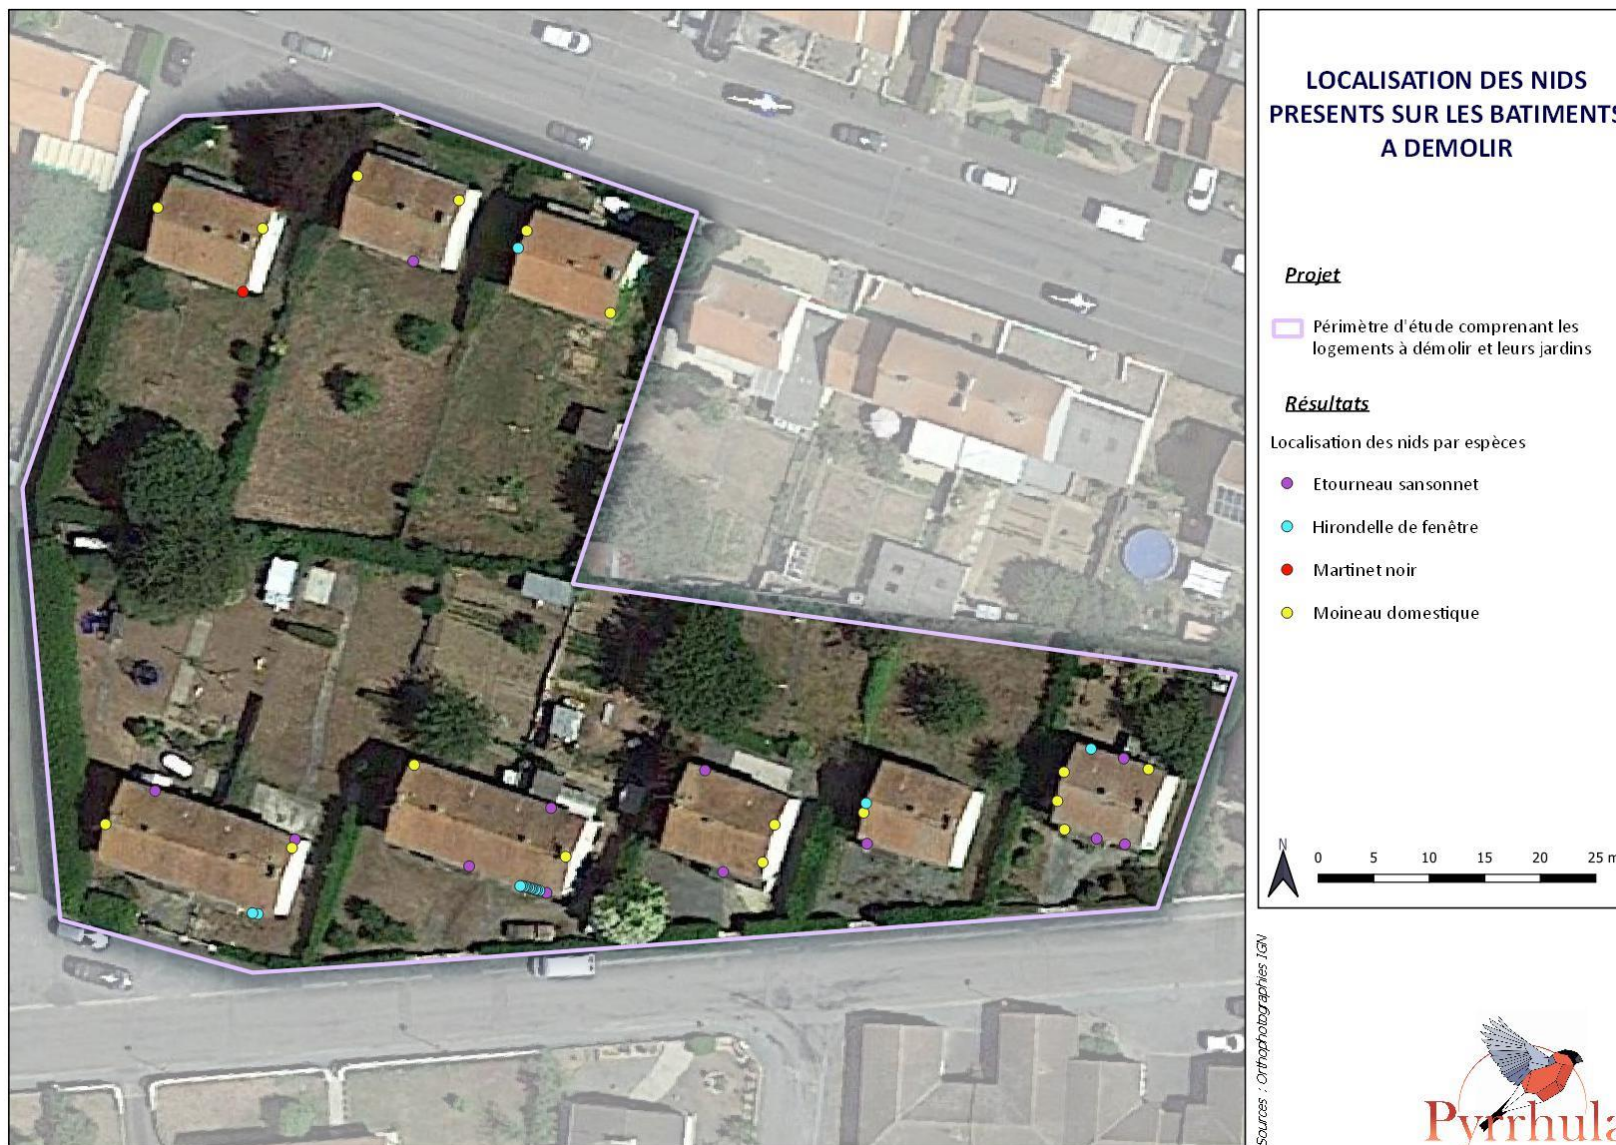 LOCALISATION DES NIDS
PRESENTS SUR LES BATIMENTS
A DEMOLIR
Projet
Périmètre d'étude comprenant les
logements à démolir et leurs jardins
Résultats
Localisation des nids par espèces
Etourneau sansonnet
Hirondelle de fenêtre
Martinet noir
Moineau domestique
N
0 5 10 15 20 25 m
Sources : Orthophotographies IGN
Pyrrhula